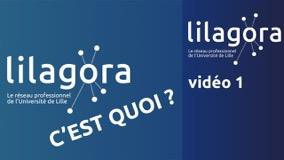 lilagora
Le réseau professionnel
de l'Université de Lille
C'EST QUOI ?
lilagora
Le réseau professionnel
de l'Université de Lille
vidéo 1